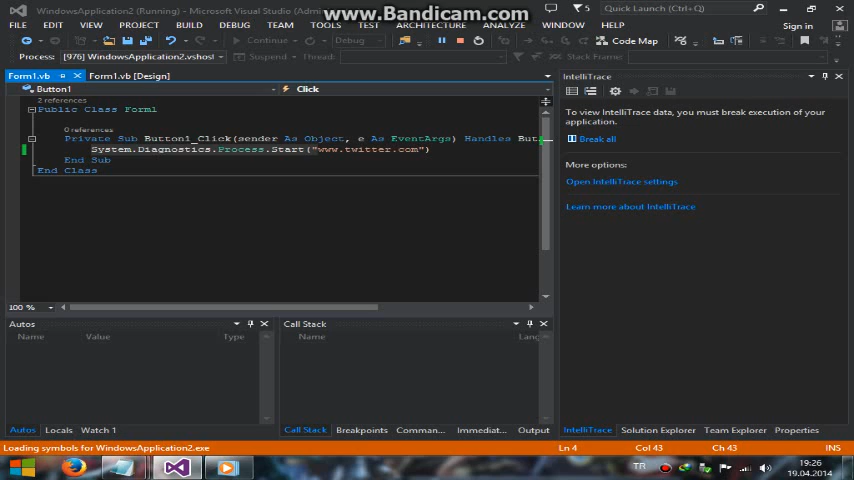 www.Bandicam.com
WindowsApplication2 (Running) - Microsoft Visual Studio (Admi
5
Quick Launch (Ctrl+Q)
FILE EDIT VIEW PROJECT BUILD DEBUG TEAM TOOLS WINDOW HELP Sign in
Continue Debug Code Map
Process: [976] WindowsApplication2.vshost Suspend Thread: Stack Frame:
Form1.vb Form1.vb [Design]
Button1 Click
2 references
Public Class Form1
0 references
Private Sub Button1_Click(sender As Object, e As EventArgs) Handles But
System.Diagnostics.Process.Start("www.twitter.com")
End Sub
End Class
100 %
IntelliTrace
To view IntelliTrace data, you must break execution of your
application.
Break all
More options:
Open IntelliTrace settings
Learn more about IntelliTrace
Autos
Name Value Type
Call Stack
Name Lang
Autos Locals Watch 1
Call Stack Breakpoints Comman... Immediat... Output
IntelliTrace Solution Explorer Team Explorer Properties
Loading symbols for WindowsApplication2.exe Ln 4 Col 43 Ch 43 INS
TR
19:26
19.04.2014